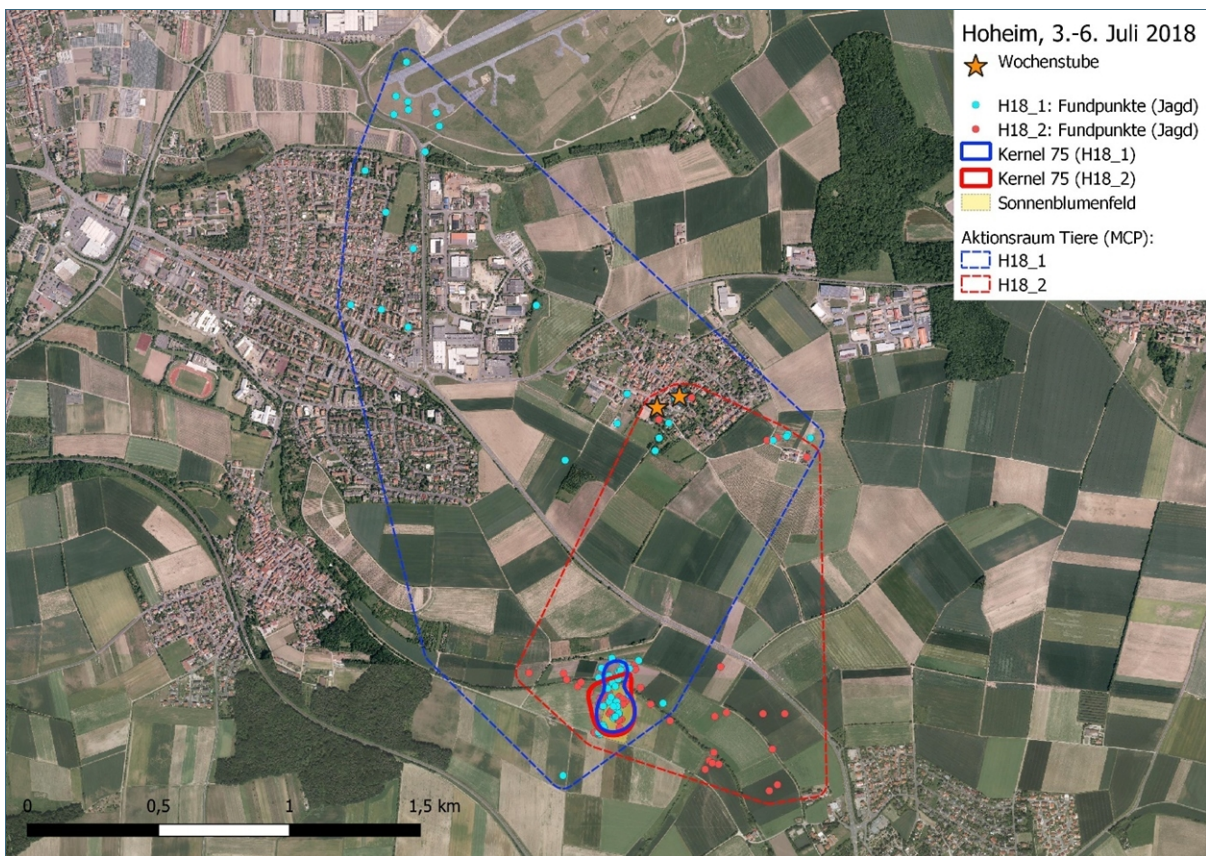 Hoheim, 3.-6. Juli 2018
Wochenstube
H18_1: Fundpunkte (Jagd)
H18_2: Fundpunkte (Jagd)
Kernel 75 (H18_1)
Kernel 75 (H18_2)
Sonnenblumenfeld
Aktionsraum Tiere (MCP):
H18_1
H18_2
0 0,5 1 1,5 km